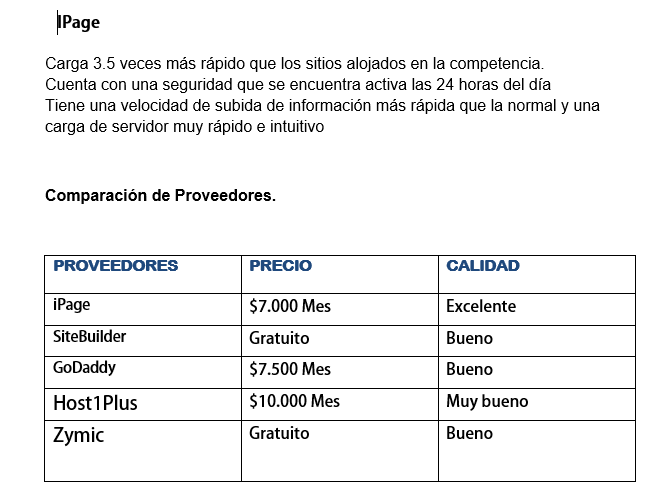 IPage
Carga 3.5 veces más rápido que los sitios alojados en la competencia.
Cuenta con una seguridad que se encuentra activa las 24 horas del día
Tiene una velocidad de subida de información más rápida que la normal y una
carga de servidor muy rápido e intuitivo
Comparación de Proveedores.
PROVEEDORES PRECIO CALIDAD
iPage $7.000 Mes Excelente
SiteBuilder Gratuito Bueno
GoDaddy $7.500 Mes Bueno
Host1Plus $10.000 Mes Muy bueno
Zymic Gratuito Bueno